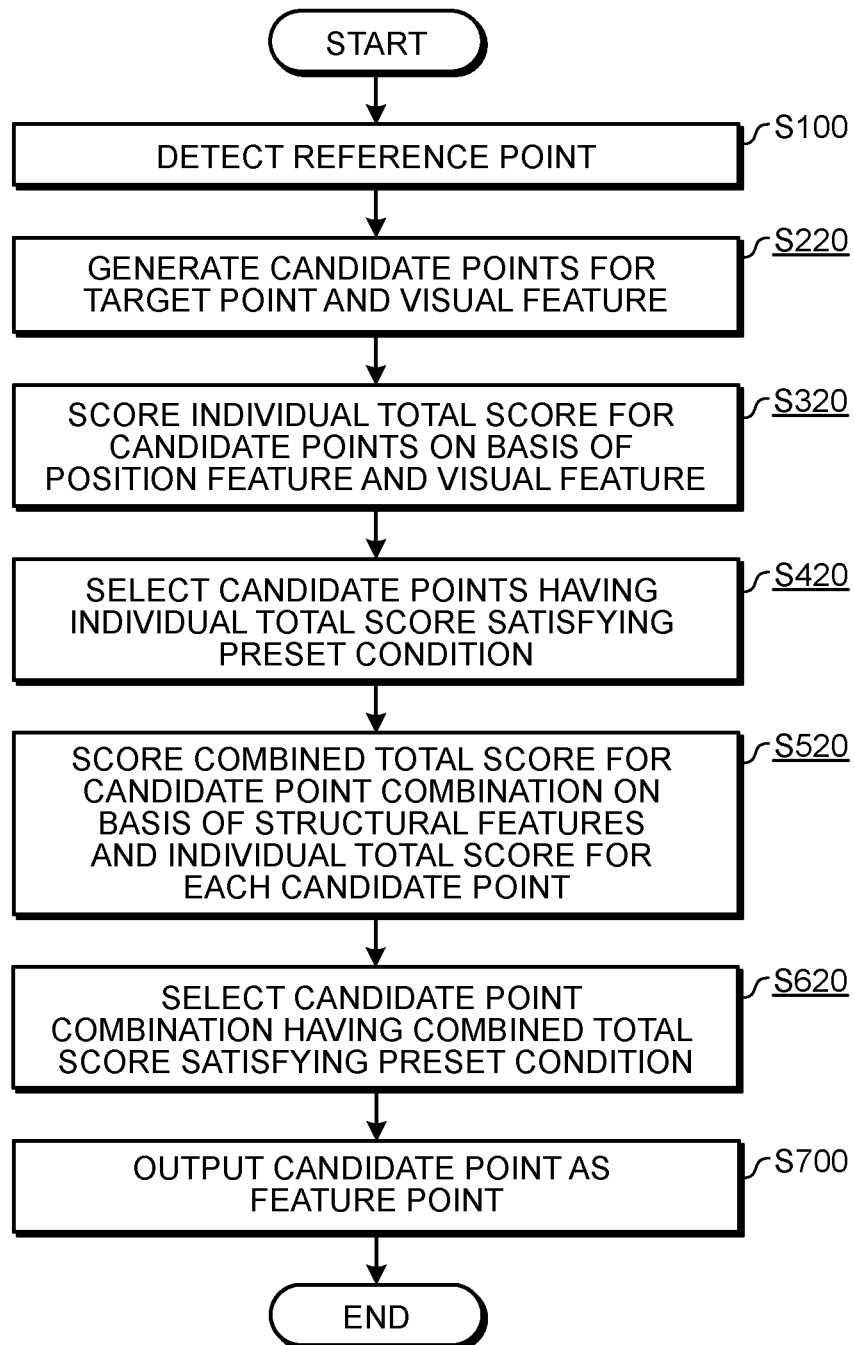 START
S100
DETECT REFERENCE POINT
S220
GENERATE CANDIDATE POINTS FOR
TARGET POINT AND VISUAL FEATURE
S320
SCORE INDIVIDUAL TOTAL SCORE FOR
CANDIDATE POINTS ON BASIS OF
POSITION FEATURE AND VISUAL FEATURE
S420
SELECT CANDIDATE POINTS HAVING
INDIVIDUAL TOTAL SCORE SATISFYING
PRESET CONDITION
S520
SCORE COMBINED TOTAL SCORE FOR
CANDIDATE POINT COMBINATION ON
BASIS OF STRUCTURAL FEATURES
AND INDIVIDUAL TOTAL SCORE FOR
EACH CANDIDATE POINT
S620
SELECT CANDIDATE POINT
COMBINATION HAVING COMBINED TOTAL
SCORE SATISFYING PRESET CONDITION
S700
OUTPUT CANDIDATE POINT AS
FEATURE POINT
END